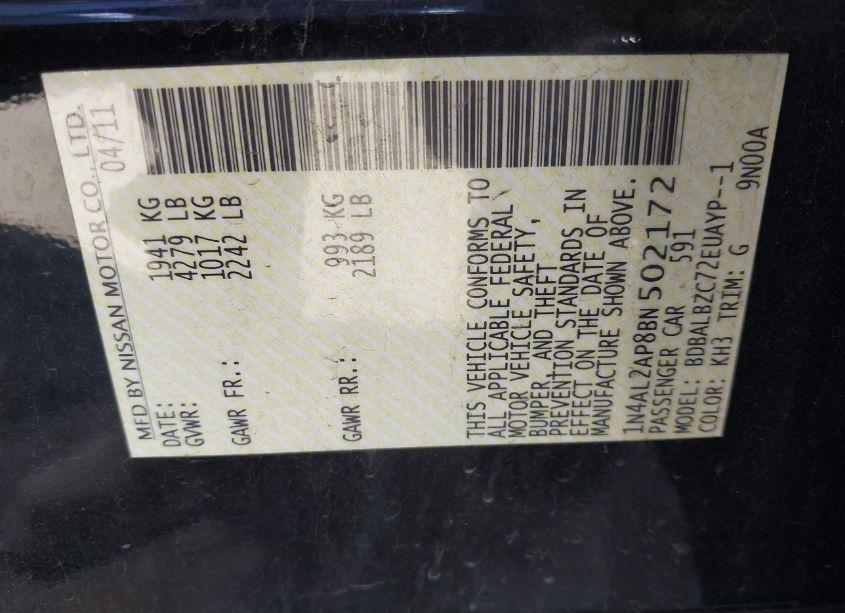 MFD BY NISSAN MOTOR CO., LTD.
DATE: 04/11
GVWR: 1941 KG
4279 LB
GAWR FR.: 1017 KG
2242 LB
GAWR RR.: 993 KG
2189 LB
THIS VEHICLE CONFORMS TO
ALL APPLICABLE FEDERAL
MOTOR VEHICLE SAFETY,
BUMPER, AND THEFT
PREVENTION STANDARDS IN
EFFECT ON THE DATE OF
MANUFACTURE SHOWN ABOVE.
1N4AL2AP8BN502172
PASSENGER CAR 591
MODEL: BDBALBZC72EUAYP--1
COLOR: KH3 TRIM: G 9N00A